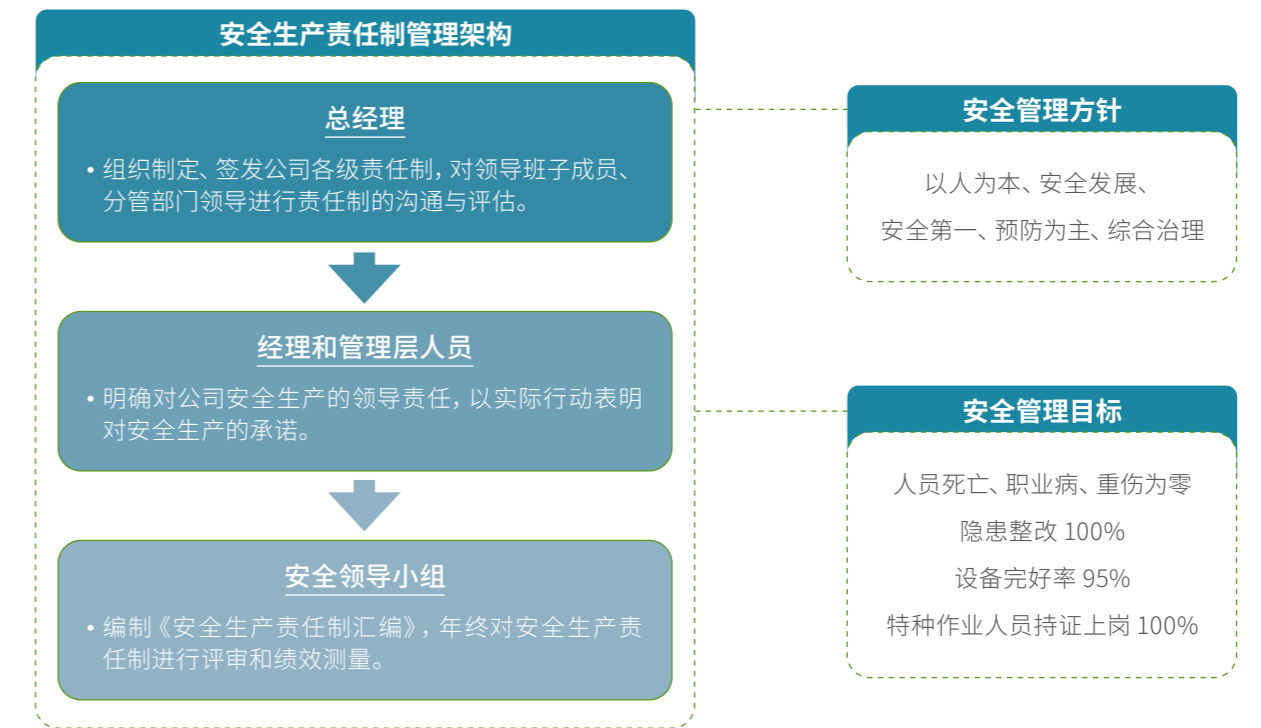 安全生产责任制管理架构
总经理
• 组织制定、签发公司各级责任制，对领导班子成员、
分管部门领导进行责任制的沟通与评估。
经理和管理层人员
• 明确对公司安全生产的领导责任，以实际行动表明
对安全生产的承诺。
安全领导小组
• 编制《安全生产责任制汇编》，年终对安全生产责
任制进行评审和绩效测量。
安全管理方针
以人为本、安全发展、
安全第一、预防为主、综合治理
安全管理目标
人员死亡、职业病、重伤为零
隐患整改 100%
设备完好率 95%
特种作业人员持证上岗 100%